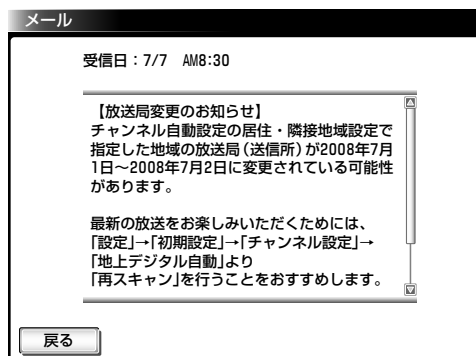 メール
受信日：7/7 AM8:30
【放送局変更のお知らせ】
チャンネル自動設定の居住・隣接地域設定で
指定した地域の放送局（送信所）が2008年7月
1日～2008年7月2日に変更されている可能性
があります。
最新の放送をお楽しみいただくためには、
「設定」→「初期設定」→「チャンネル設定」→
「地上デジタル自動」より
「再スキャン」を行うことをおすすめします。
戻る